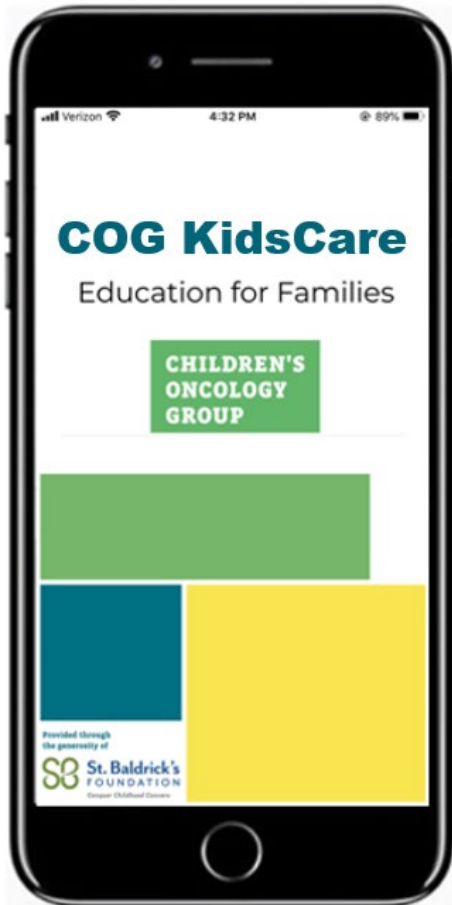 Verizon 4:32 PM 89%
COG KidsCare
Education for Families
CHILDREN'S
ONCOLOGY
GROUP
Provided through
the generosity of
SB St. Baldrick's
FOUNDATION
Conquer Childhood Cancers